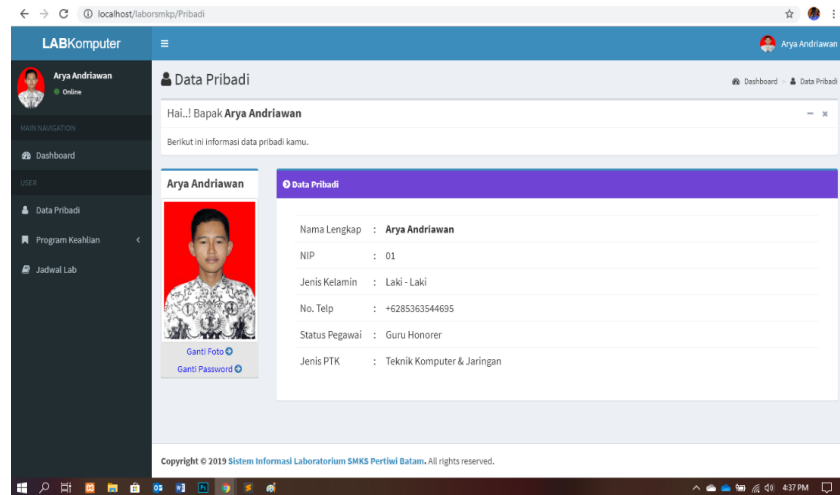 localhost/laborsmkp/Pribadi
LABKomputer
Arya Andriawan
Arya Andriawan
Online
Data Pribadi
Dashboard > Data Pribadi
MAIN NAVIGATION
Dashboard
USER
Data Pribadi
Program Keahlian
Jadwal Lab
Hai..! Bapak Arya Andriawan
Berikut ini informasi data pribadi kamu.
Arya Andriawan
Ganti Foto
Ganti Password
Data Pribadi
Nama Lengkap : Arya Andriawan
NIP : 01
Jenis Kelamin : Laki - Laki
No. Telp : +6285363544695
Status Pegawai : Guru Honorer
Jenis PTK : Teknik Komputer & Jaringan
Copyright © 2019 Sistem Informasi Laboratorium SMKS Pertiwi Batam. All rights reserved.
4:37 PM